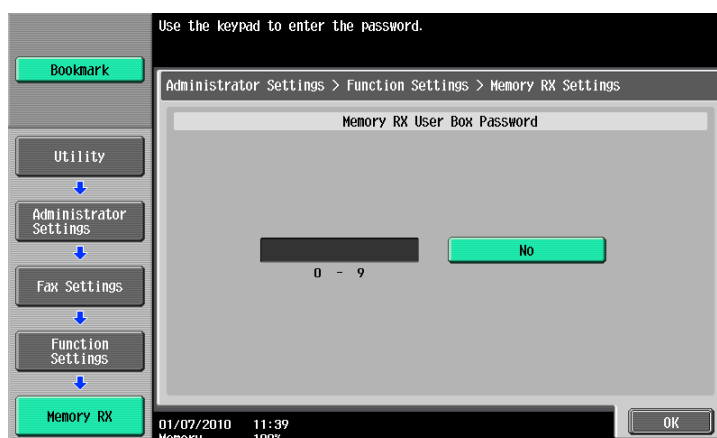 Use the keypad to enter the password.
Bookmark
Administrator Settings > Function Settings > Memory RX Settings
Memory RX User Box Password
Utility
Administrator
Settings
Fax Settings
Function
Settings
Memory RX
No
0 - 9
01/07/2010 11:39
Memory 100%
OK